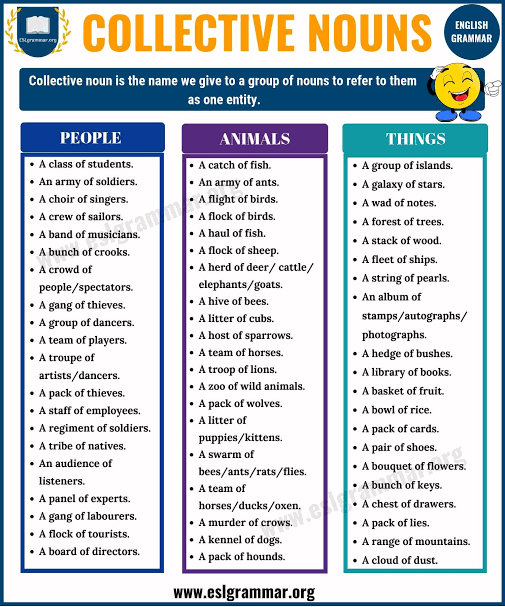 ESLgrammar.org
COLLECTIVE NOUNS
ENGLISH
GRAMMAR
Collective noun is the name we give to a group of nouns to refer to them
as one entity.
PEOPLE
• A class of students.
• An army of soldiers.
• A choir of singers.
• A crew of sailors.
• A band of musicians.
• A bunch of crooks.
• A crowd of
people/spectators.
• A gang of thieves.
• A group of dancers.
• A team of players.
• A troupe of
artists/dancers.
• A pack of thieves.
• A staff of employees.
• A regiment of soldiers.
• A tribe of natives.
• An audience of
listeners.
• A panel of experts.
• A gang of labourers.
• A flock of tourists.
• A board of directors.
ANIMALS
• A catch of fish.
• An army of ants.
• A flight of birds.
• A flock of birds.
• A haul of fish.
• A flock of sheep.
• A herd of deer/ cattle/
elephants/goats.
• A hive of bees.
• A litter of cubs.
• A host of sparrows.
• A team of horses.
• A troop of lions.
• A zoo of wild animals.
• A pack of wolves.
• A litter of
puppies/kittens.
• A swarm of
bees/ants/rats/flies.
• A team of
horses/ducks/oxen.
• A murder of crows.
• A kennel of dogs.
• A pack of hounds.
THINGS
• A group of islands.
• A galaxy of stars.
• A wad of notes.
• A forest of trees.
• A stack of wood.
• A fleet of ships.
• A string of pearls.
• An album of
stamps/autographs/
photographs.
• A hedge of bushes.
• A library of books.
• A basket of fruit.
• A bowl of rice.
• A pack of cards.
• A pair of shoes.
• A bouquet of flowers.
• A bunch of keys.
• A chest of drawers.
• A pack of lies.
• A range of mountains.
• A cloud of dust.
www.eslgrammar.org
www.eslgrammar.org
www.eslgrammar.org